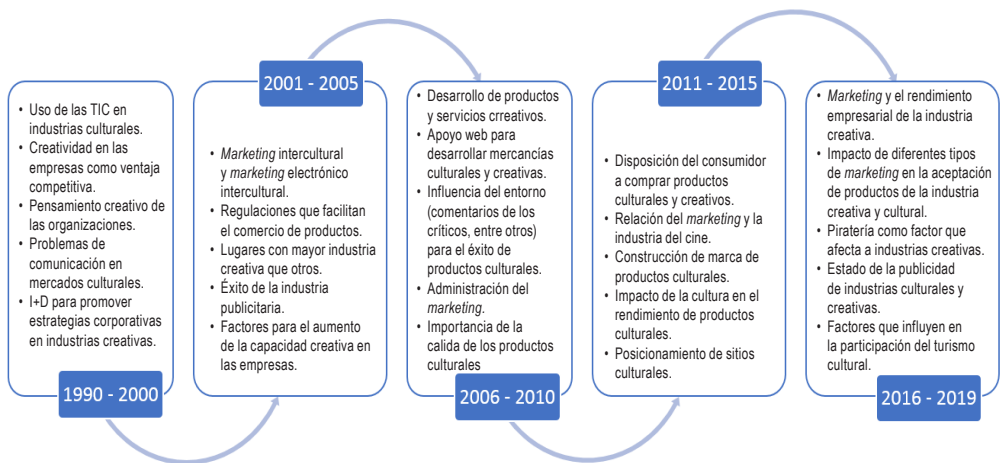 • Uso de las TIC en
industrias culturales.
• Creatividad en las
empresas como ventaja
competitiva.
• Pensamiento creativo de
las organizaciones.
• Problemas de
comunicación en
mercados culturales.
• I+D para promover
estrategias corporativas
en industrias creativas.
1990 - 2000
2001 - 2005
• Marketing intercultural
y marketing electrónico
intercultural.
• Regulaciones que facilitan
el comercio de productos.
• Lugares con mayor industria
creativa que otros.
• Éxito de la industria
publicitaria.
• Factores para el aumento
de la capacidad creativa en
las empresas.
• Desarrollo de productos
y servicios crreativos.
• Apoyo web para
desarrollar mercancías
culturales y creativas.
• Influencia del entorno
(comentarios de los
críticos, entre otros)
para el éxito de
productos culturales.
• Administración del
marketing.
• Importancia de la
calida de los productos
culturales
2006 - 2010
2011 - 2015
• Disposición del consumidor
a comprar productos
culturales y creativos.
• Relación del marketing y la
industria del cine.
• Construcción de marca de
productos culturales.
• Impacto de la cultura en el
rendimiento de productos
culturales.
• Posicionamiento de sitios
culturales.
• Marketing y el rendimiento
empresarial de la industria
creativa.
• Impacto de diferentes tipos
de marketing en la aceptación
de productos de la industria
creativa y cultural.
• Piratería como factor que
afecta a industrias creativas.
• Estado de la publicidad
de industrias culturales y
creativas.
• Factores que influyen en
la participación del turismo
cultural.
2016 - 2019